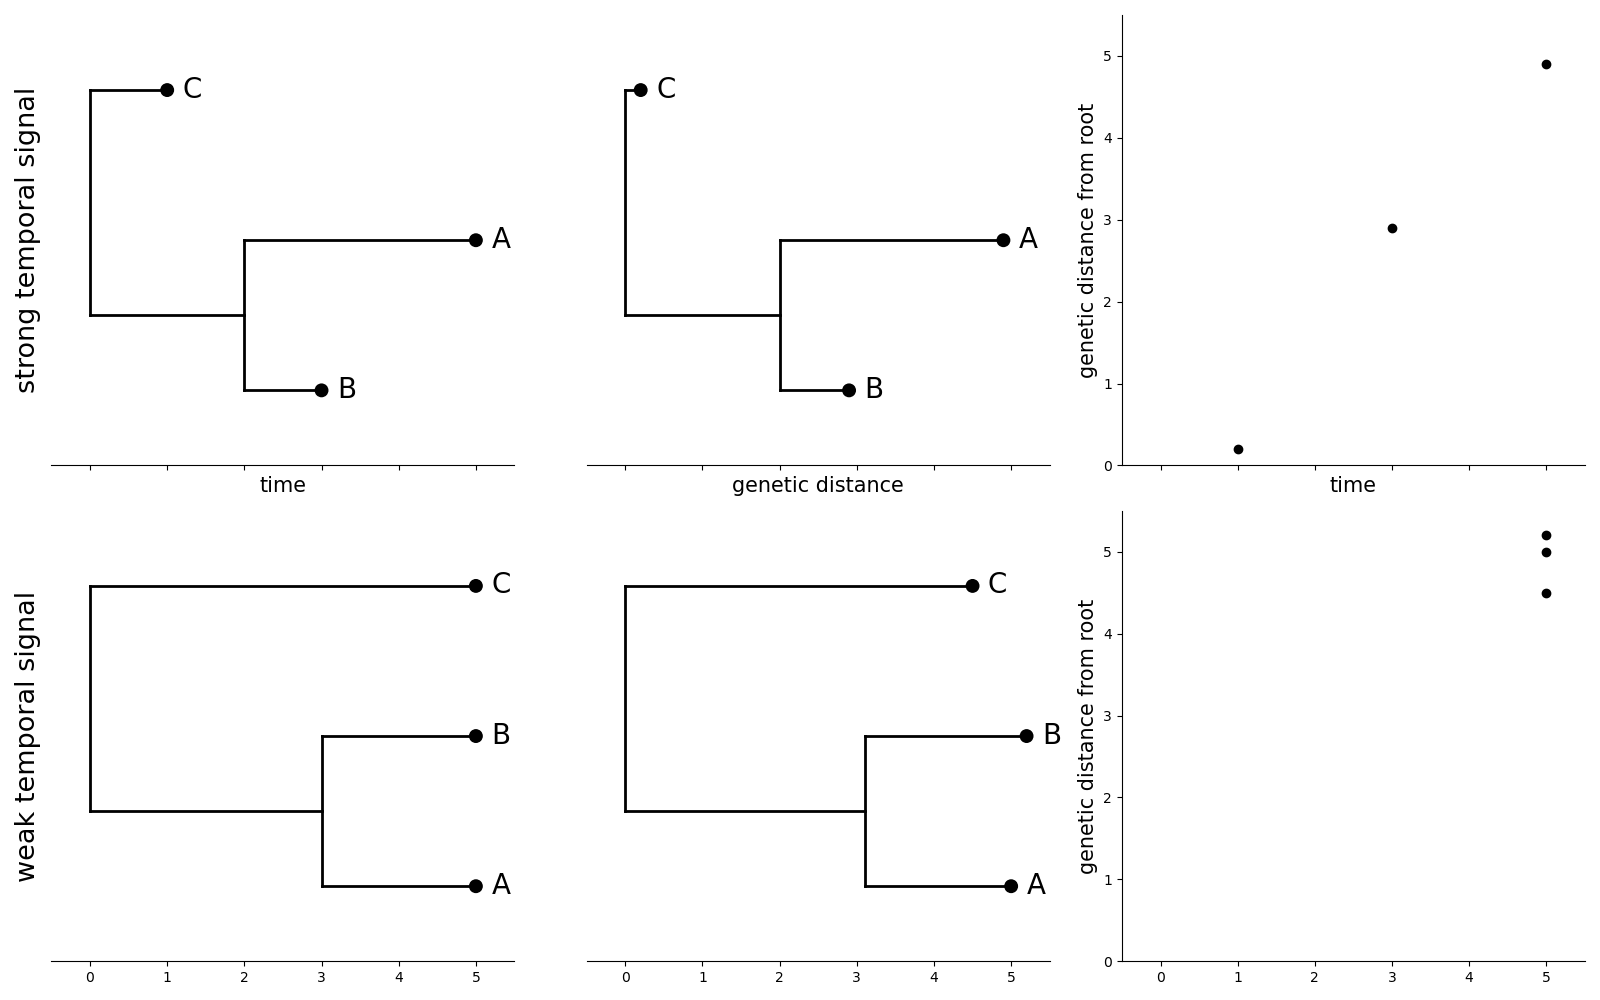 strong temporal signal
C
A
B
time
C
A
B
genetic distance
genetic distance from root
5
4
3
2
1
0
time
weak temporal signal
C
B
A
0 1 2 3 4 5
C
B
A
0 1 2 3 4 5
genetic distance from root
5
4
3
2
1
0
0 1 2 3 4 5